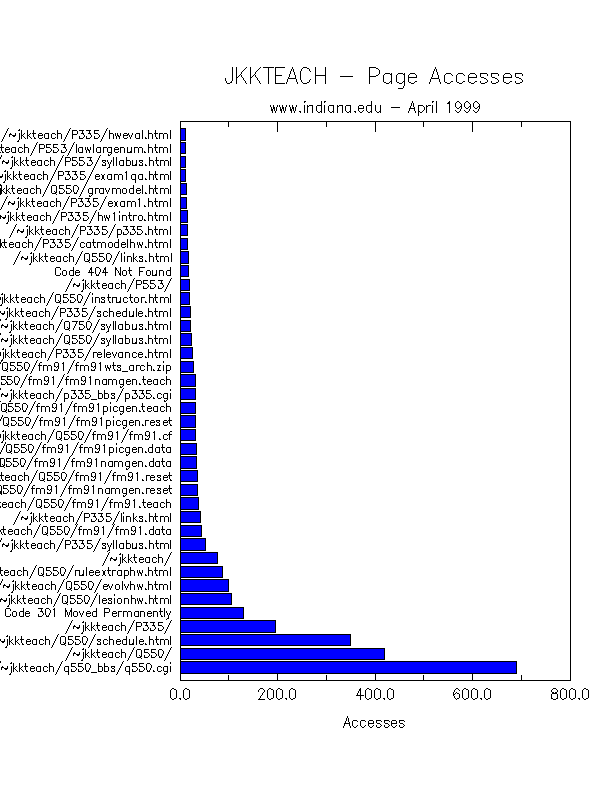 JKKTEACH – Page Accesses
www.indiana.edu – April 1999
/~jkkteach/P335/hweval.html
teach/P553/lawlargenum.html
/~jkkteach/P553/syllabus.html
~jkkteach/P335/exam1qa.html
jkkteach/Q550/gravmodel.html
/~jkkteach/P335/exam1.html
~jkkteach/P335/hw1intro.html
/~jkkteach/P335/p335.html
kteach/P335/catmodelhw.html
/~jkkteach/Q550/links.html
Code 404 Not Found
/~jkkteach/P553/
jkkteach/Q550/instructor.html
~jkkteach/P335/schedule.html
/~jkkteach/Q750/syllabus.html
~jkkteach/Q550/syllabus.html
jkkteach/P335/relevance.html
Q550/fm91/fm91wts_arch.zip
550/fm91/fm91namgen.teach
/~jkkteach/p335_bbs/p335.cgi
Q550/fm91/fm91picgen.teach
/Q550/fm91/fm91picgen.reset
jkkteach/Q550/fm91/fm91.cf
/Q550/fm91/fm91picgen.data
Q550/fm91/fm91namgen.data
teach/Q550/fm91/fm91.reset
Q550/fm91/fm91namgen.reset
teach/Q550/fm91/fm91.teach
/~jkkteach/P335/links.html
kteach/Q550/fm91/fm91.data
/~jkkteach/P335/syllabus.html
/~jkkteach/
teach/Q550/ruleextraphw.html
/~jkkteach/Q550/evolvhw.html
~jkkteach/Q550/lesionhw.html
Code 301 Moved Permanently
/~jkkteach/P335/
~jkkteach/Q550/schedule.html
/~jkkteach/Q550/
/~jkkteach/q550_bbs/q550.cgi
0.0 200.0 400.0 600.0 800.0
Accesses